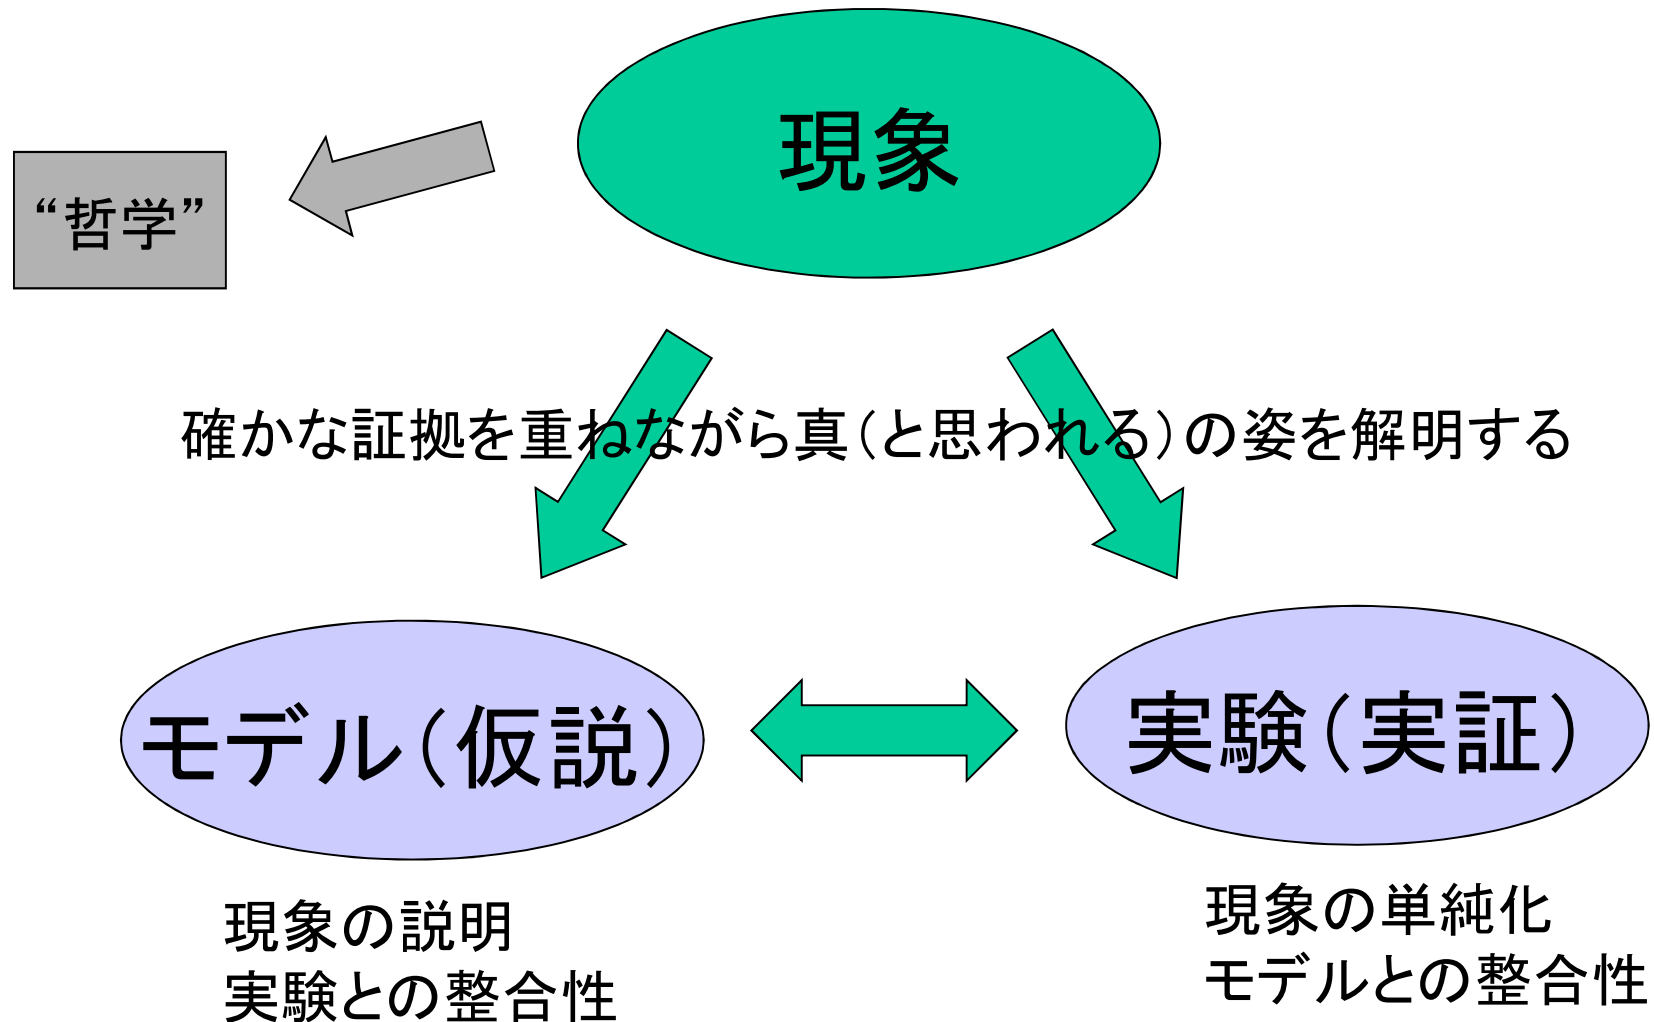 現象
“哲学”
確かな証拠を重ねながら真（と思われる）の姿を解明する
モデル（仮説）
実験（実証）
現象の説明
実験との整合性
現象の単純化
モデルとの整合性